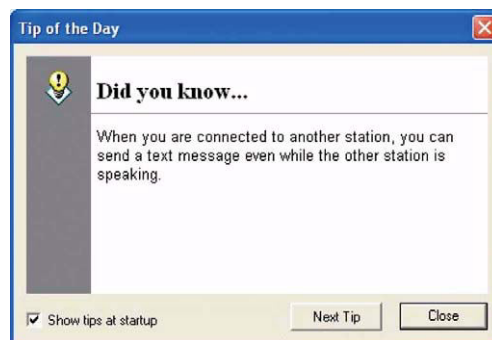 Tip of the Day
Did you know...
When you are connected to another station, you can
send a text message even while the other station is
speaking.
Show tips at startup
Next Tip
Close